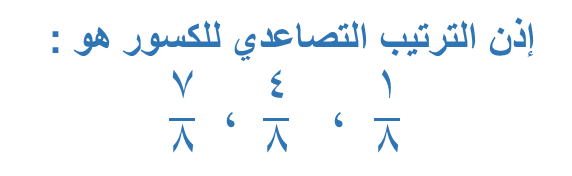 إذن الترتيب التصاعدي للكسور هو :
١/٨ ، ٤/٨ ، ٧/٨